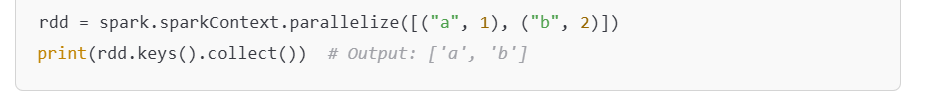 rdd = spark.sparkContext.parallelize([("a", 1), ("b", 2)])
print(rdd.keys().collect())  # Output: ['a', 'b']